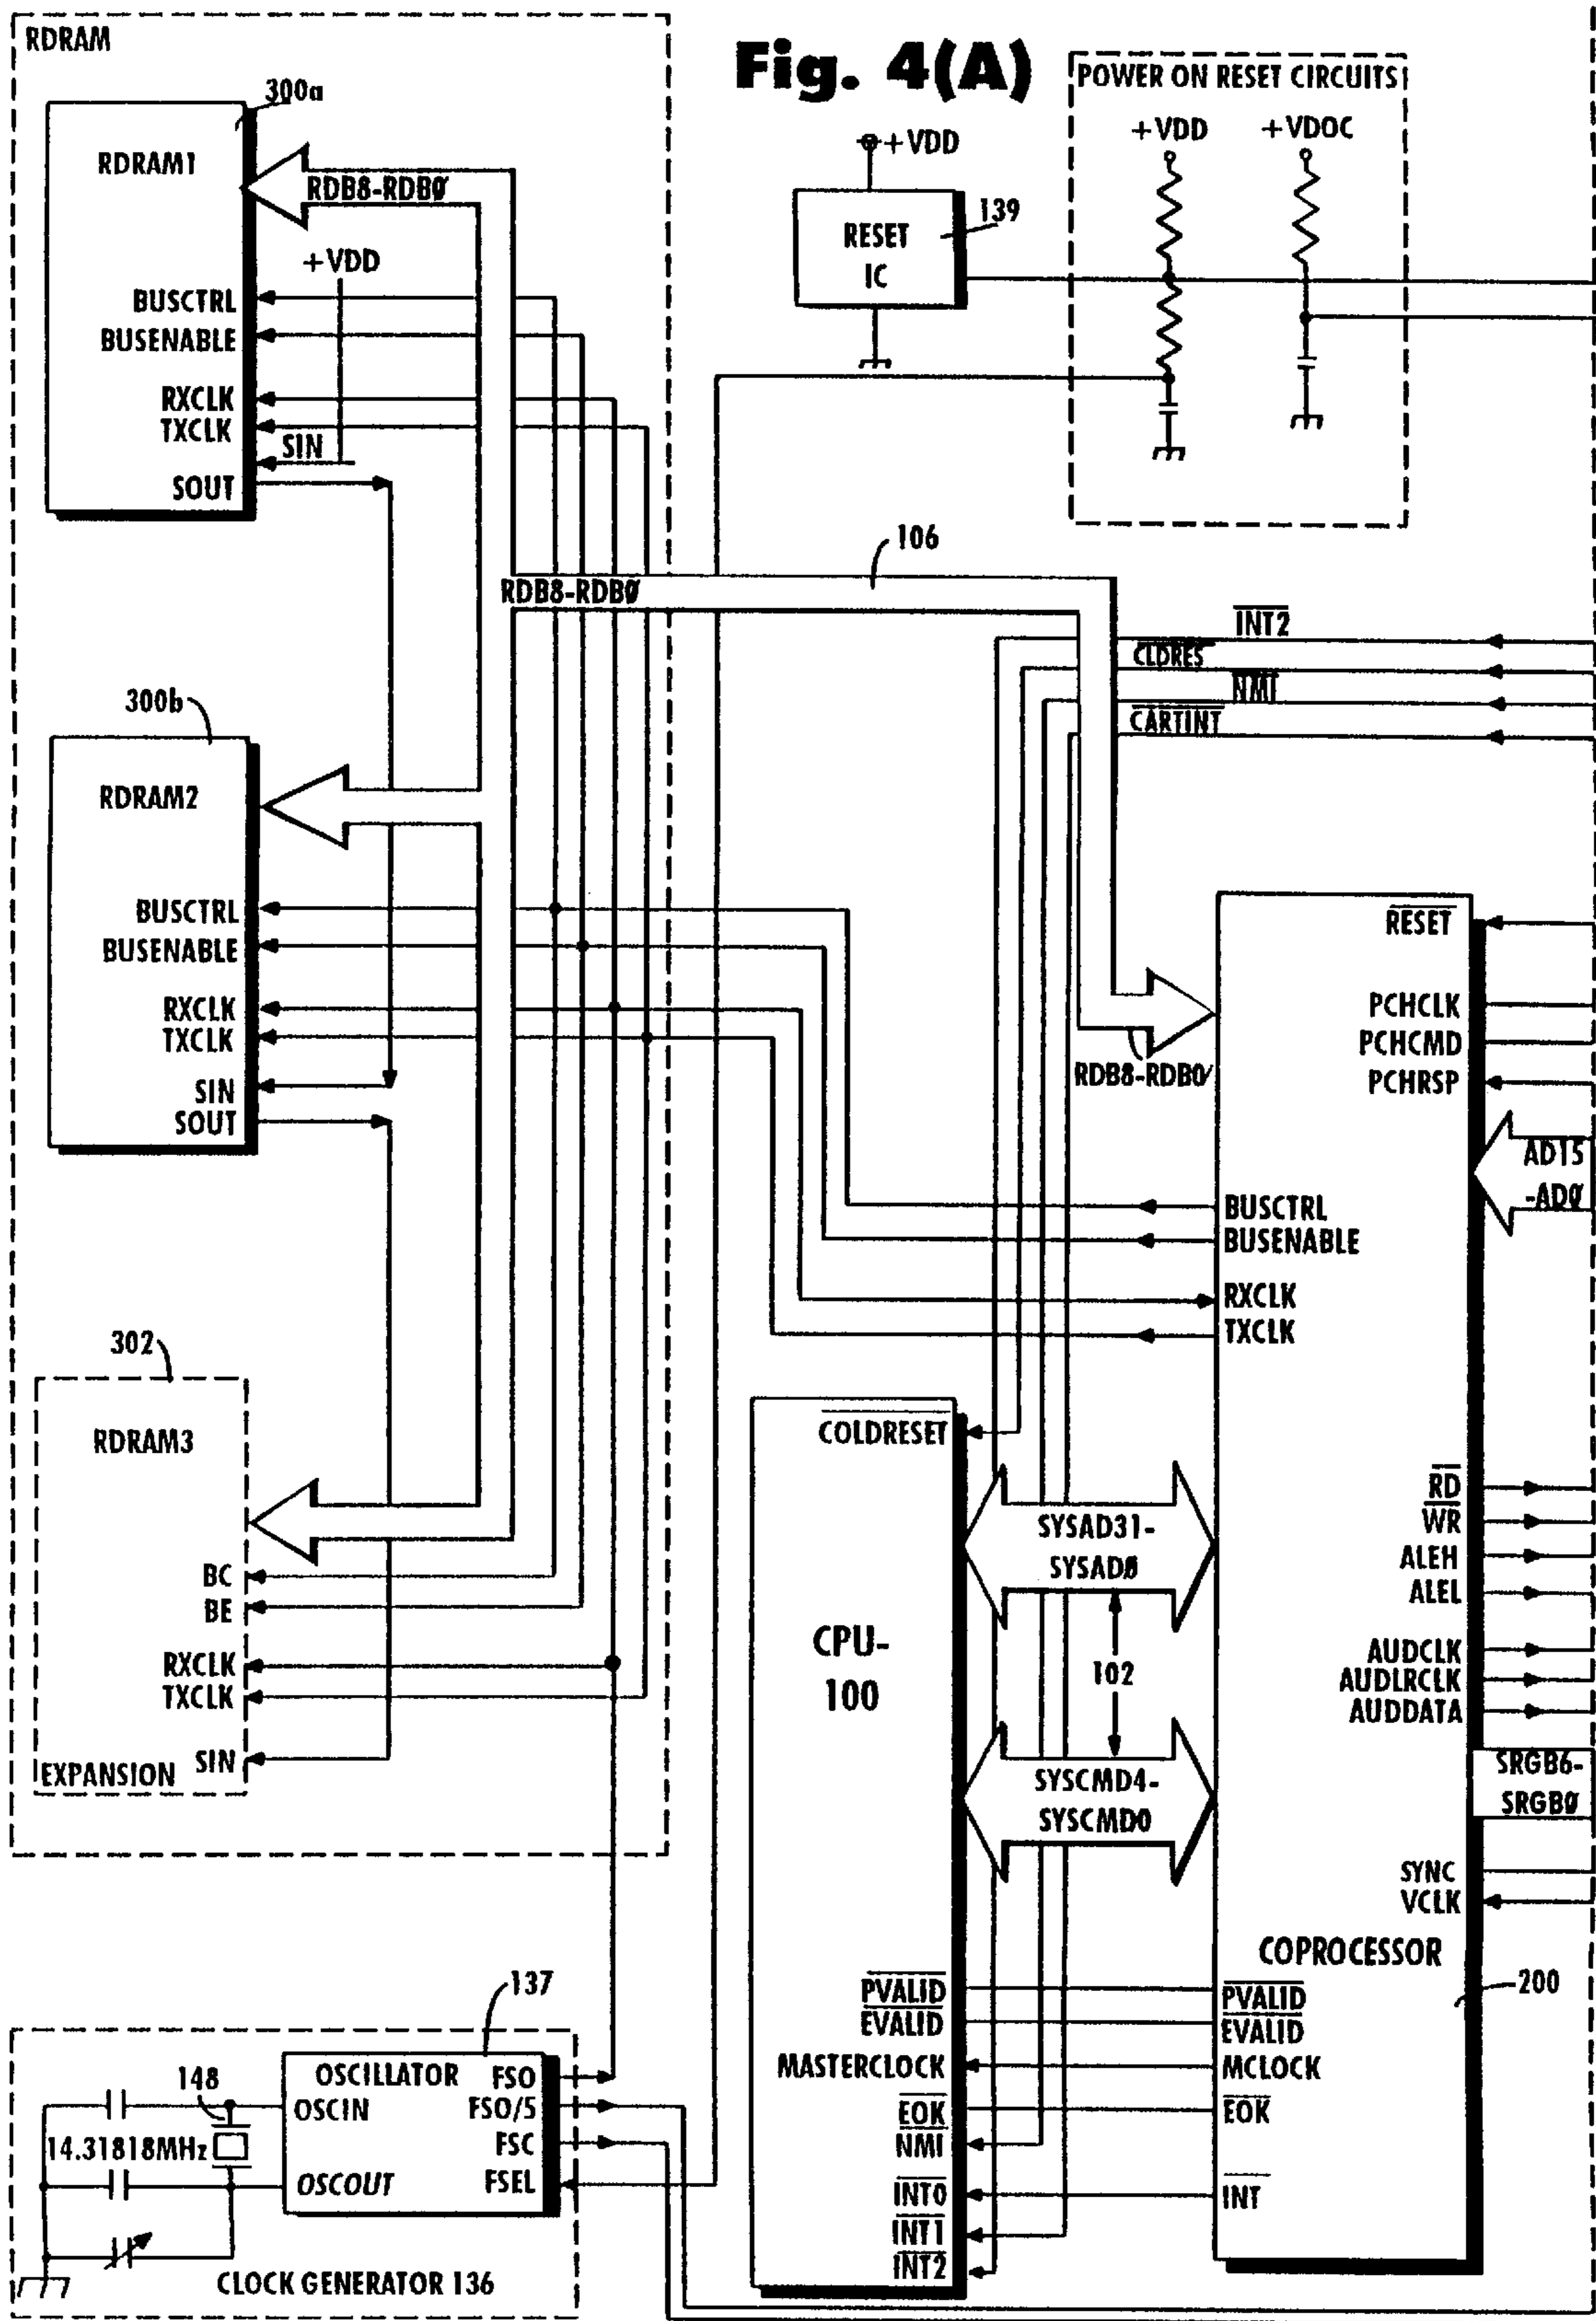 RDRAM
Fig. 4(A)
300a
RDRAM1
RDB8-RDB0
+VDD
BUSCTRL
BUSENABLE
RXCLK
TXCLK
SIN
SOUT
POWER ON RESET CIRCUITS
+VDD
+VDOC
+VDD
RESET
IC
139
106
RDB8-RDB0
INT2
CLDRES
NMI
CARTINT
300b
RDRAM2
BUSCTRL
BUSENABLE
RXCLK
TXCLK
SIN
SOUT
RDB8-RDB0
RESET
PCHCLK
PCHCMD
PCHRSP
AD15
-AD0
BUSCTRL
BUSENABLE
RXCLK
TXCLK
302
RDRAM3
BC
BE
RXCLK
TXCLK
SIN
EXPANSION
COLDRESET
SYSAD31-
SYSAD0
CPU-
100
102
SYSCMD4-
SYSCMD0
RD
WR
ALEH
ALEL
AUDCLK
AUDLRCLK
AUDDATA
SRGB6-
SRGB0
SYNC
VCLK
COPROCESSOR
200
PVALID
EVALID
MASTERCLOCK
EOK
NMI
INT0
INT1
INT2
PVALID
EVALID
MCLOCK
EOK
INT
137
OSCILLATOR
FSO
148
OSCIN
FSO/5
14.31818MHz
FSC
OSCOUT
FSEL
CLOCK GENERATOR 136